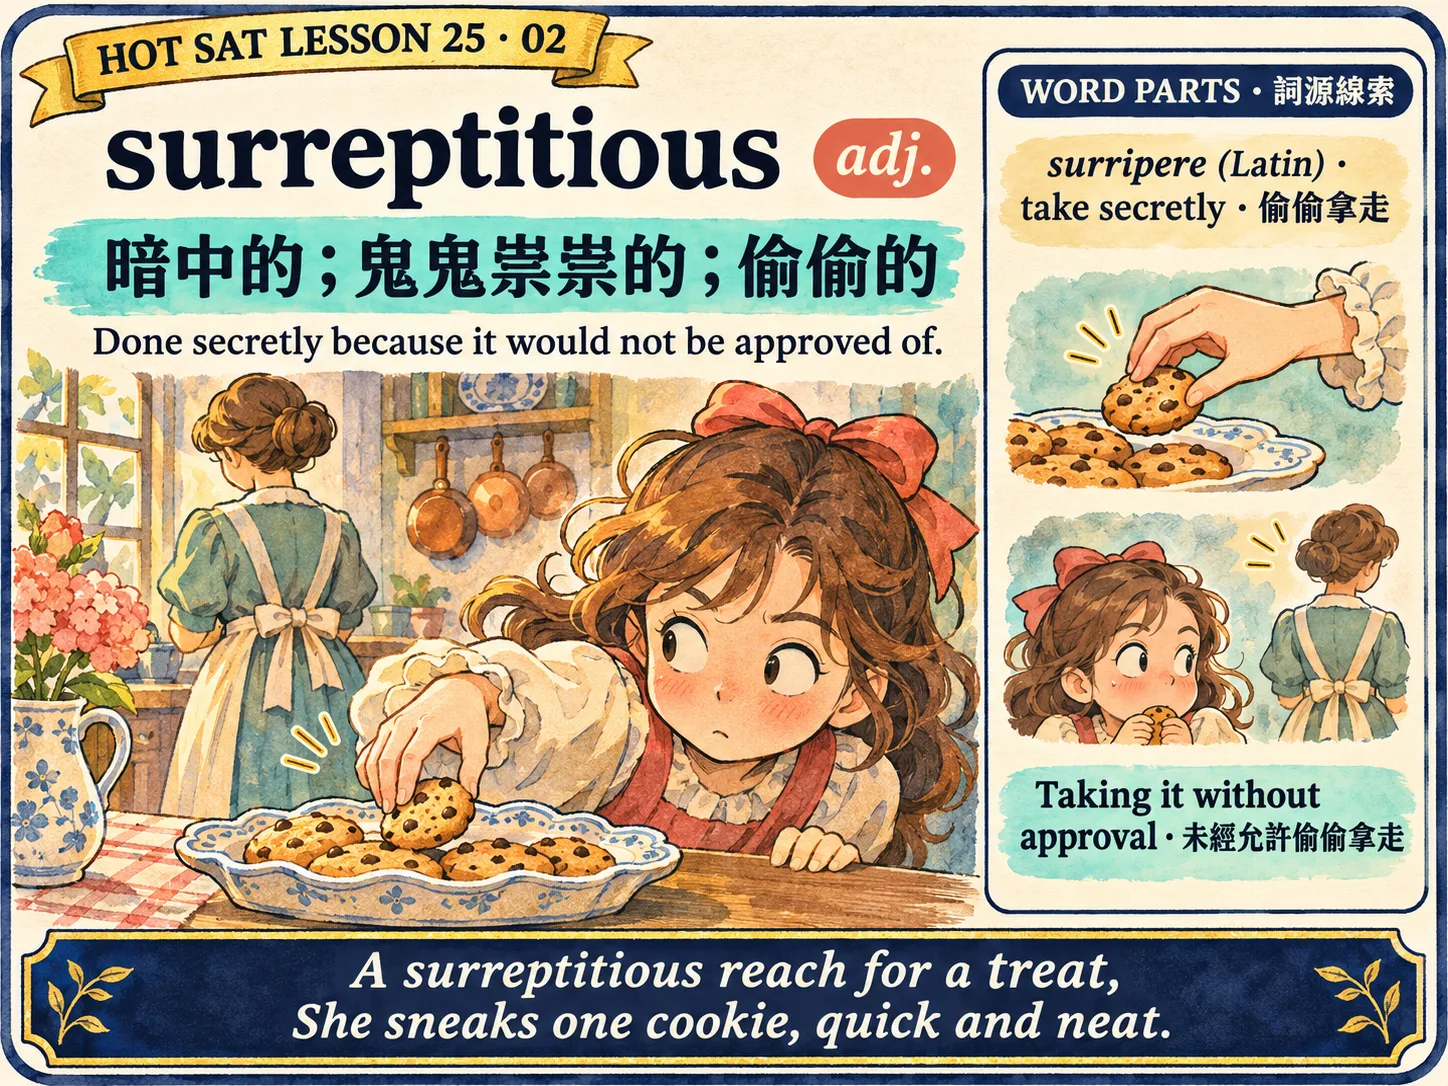 HOT SAT LESSON 25 · 02
surreptitious adj.
暗中的；鬼鬼祟祟的；偷偷的
Done secretly because it would not be approved of.
WORD PARTS · 詞源線索
surripere (Latin) ·
take secretly · 偷偷拿走
Taking it without
approval · 未經允許偷偷拿走
A surreptitious reach for a treat,
She sneaks one cookie, quick and neat.